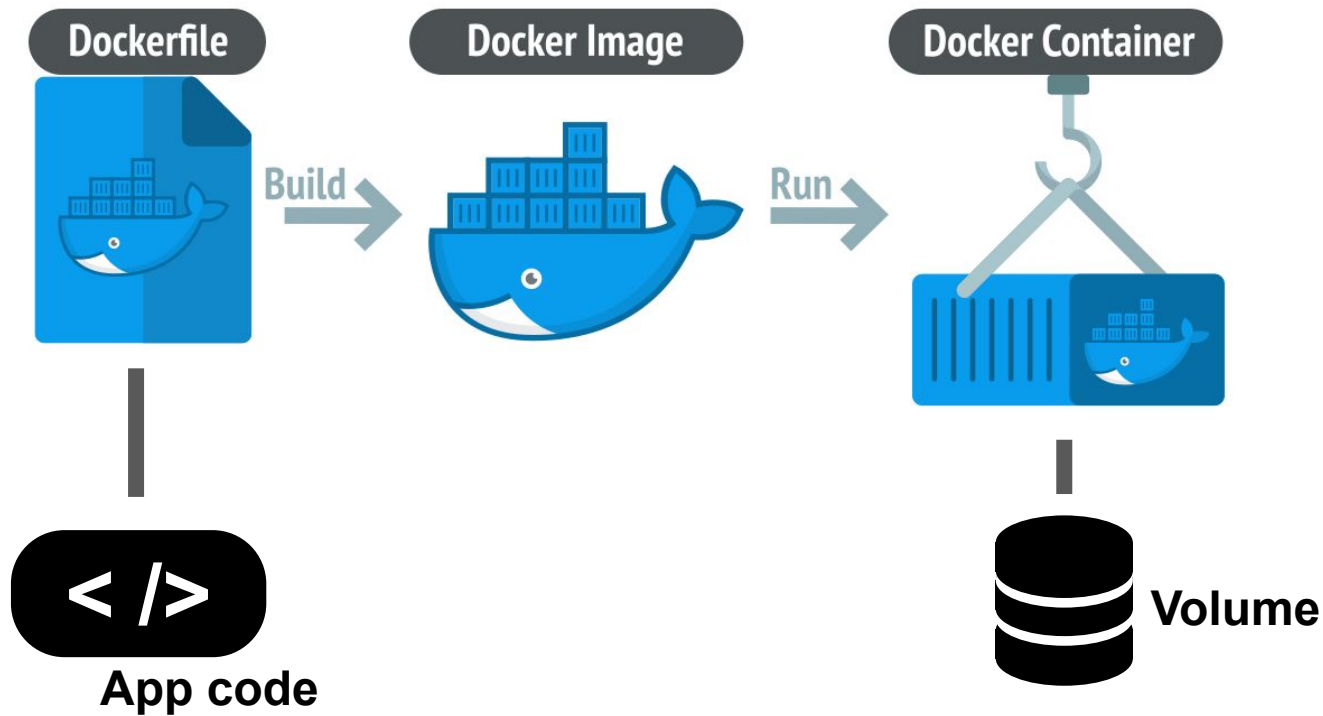 Dockerfile
Docker Image
Docker Container
Build
Run
< />
App code
Volume